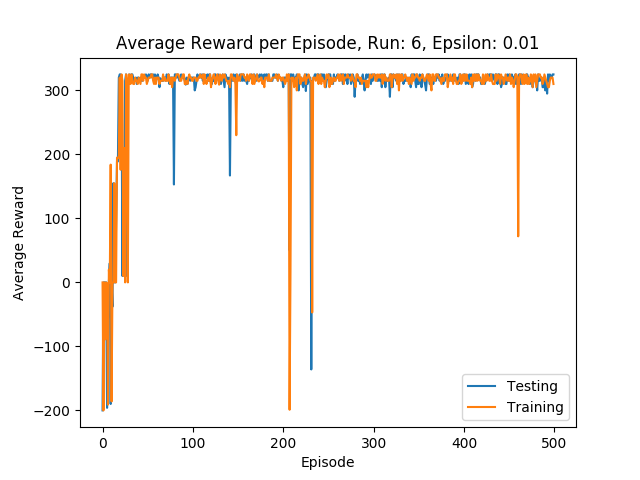 Average Reward per Episode, Run: 6, Epsilon: 0.01
300
200
100
0
−100
−200
Average Reward
0
100
200
300
400
500
Episode
Testing
Training